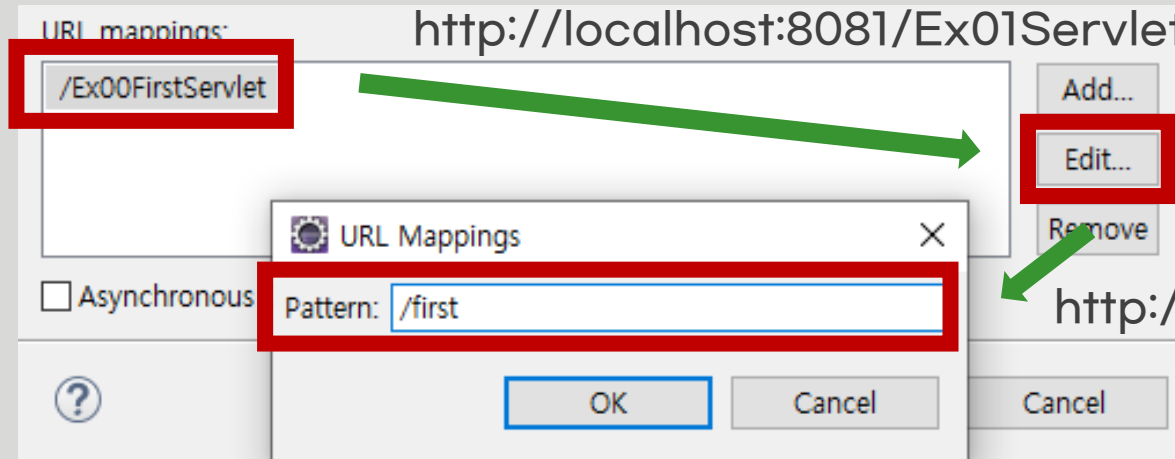 URL mappings:
http://localhost:8081/Ex01Servlet
/Ex00FirstServlet
Add...
Edit...
Remove
URL Mappings
Asynchronous
Pattern: /first
http:/
OK
Cancel
Cancel